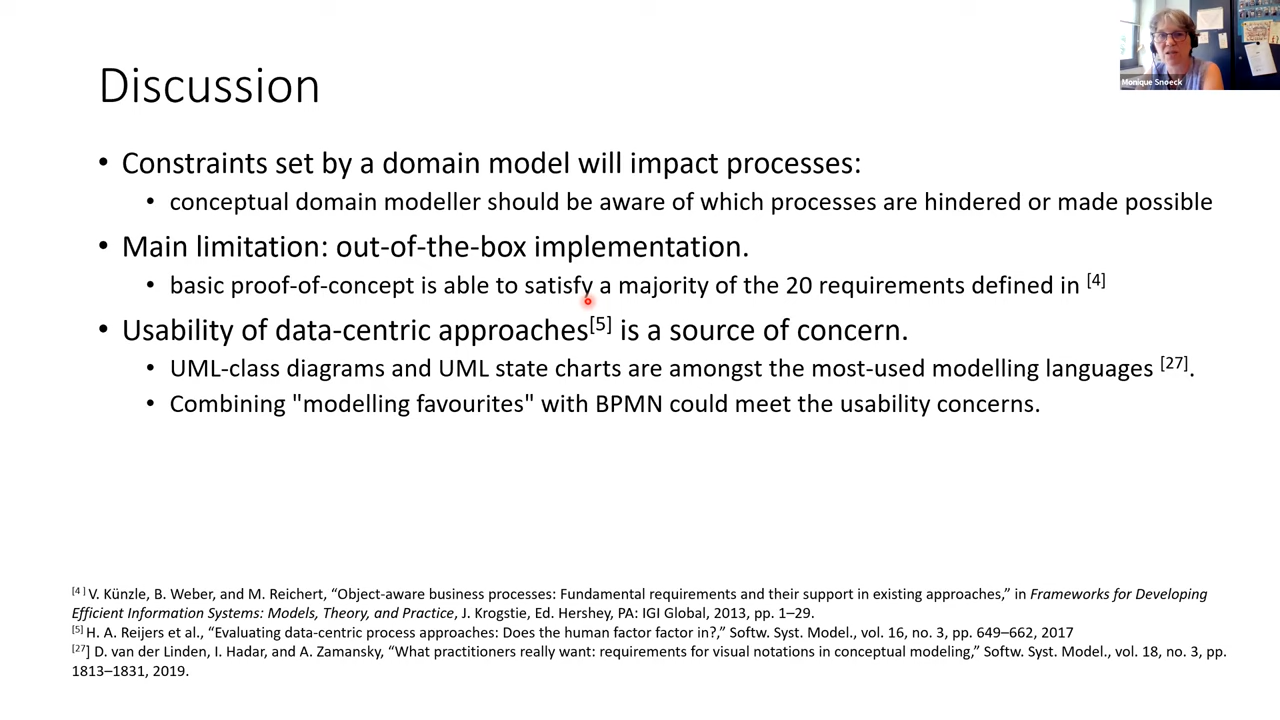 Monique Snoeck
Discussion
• Constraints set by a domain model will impact processes:
• conceptual domain modeller should be aware of which processes are hindered or made possible
• Main limitation: out-of-the-box implementation.
• basic proof-of-concept is able to satisfy a majority of the 20 requirements defined in [4]
• Usability of data-centric approaches[5] is a source of concern.
• UML-class diagrams and UML state charts are amongst the most-used modelling languages [27].
• Combining "modelling favourites" with BPMN could meet the usability concerns.
[4 ] V. Künzle, B. Weber, and M. Reichert, “Object-aware business processes: Fundamental requirements and their support in existing approaches,” in Frameworks for Developing
Efficient Information Systems: Models, Theory, and Practice, J. Krogstie, Ed. Hershey, PA: IGI Global, 2013, pp. 1–29.
[5] H. A. Reijers et al., “Evaluating data-centric process approaches: Does the human factor factor in?,” Softw. Syst. Model., vol. 16, no. 3, pp. 649–662, 2017
[27] D. van der Linden, I. Hadar, and A. Zamansky, “What practitioners really want: requirements for visual notations in conceptual modeling,” Softw. Syst. Model., vol. 18, no. 3, pp.
1813–1831, 2019.